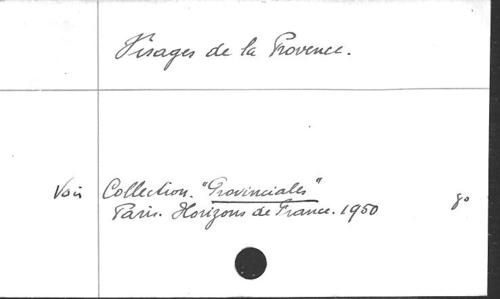 Visages de la Provence.
Voir Collection. "Provinciales"
Paris. Horizons de France. 1950 8°